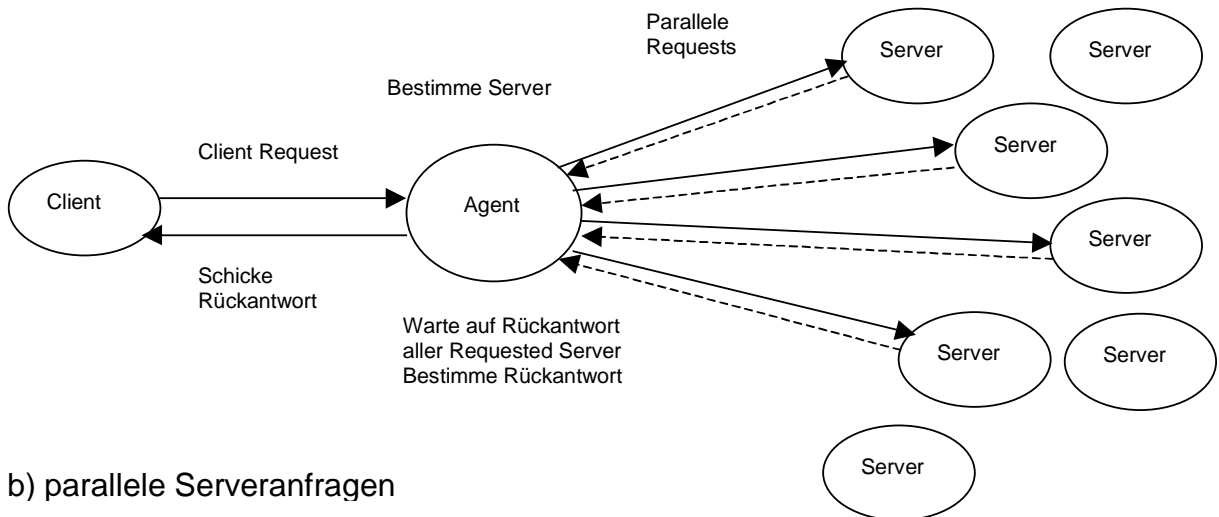 Parallele
Requests
Server
Server
Bestimme Server
Client Request
Server
Client
Agent
Server
Schicke
Rückantwort
Warte auf Rückantwort
aller Requested Server
Bestimme Rückantwort
Server
Server
Server
b) parallele Serveranfragen